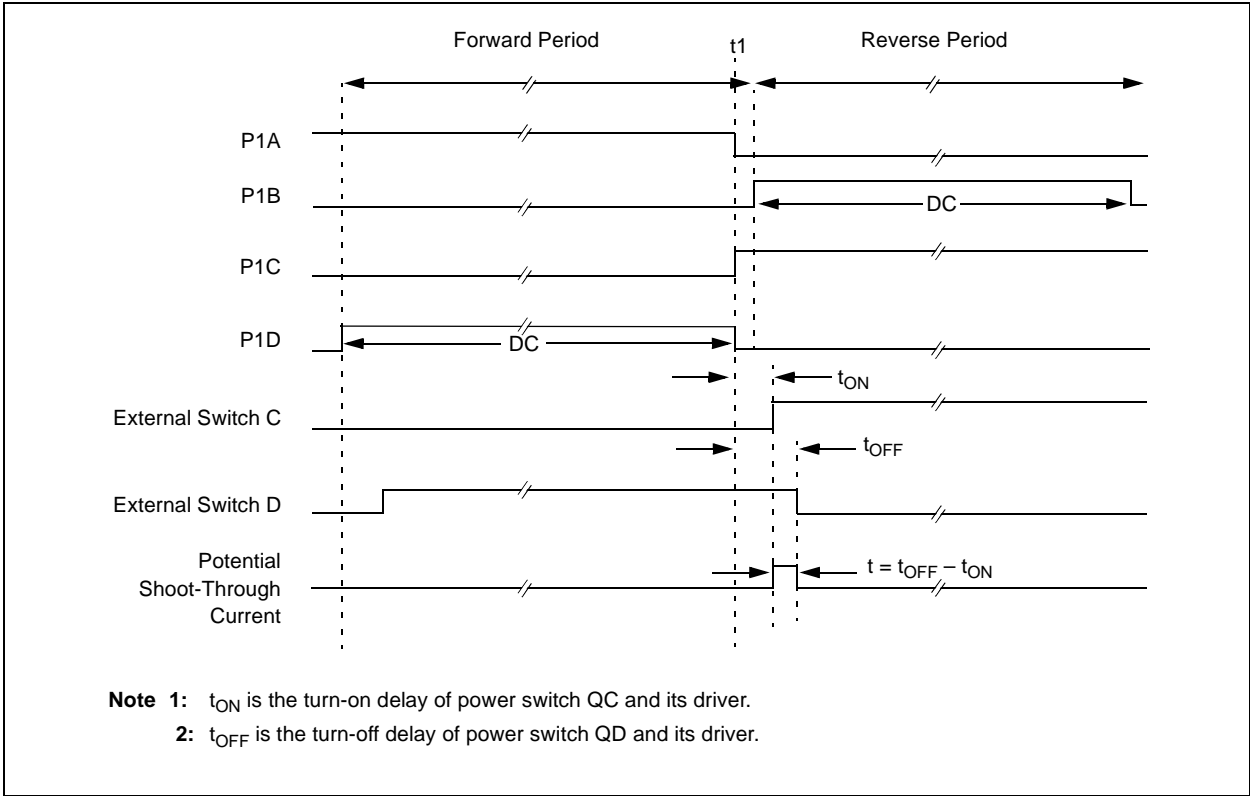 Forward Period
t1
Reverse Period
P1A
P1B
DC
P1C
P1D
DC
tON
External Switch C
tOFF
External Switch D
Potential
Shoot-Through
Current
t = tOFF – tON
Note 1: tON is the turn-on delay of power switch QC and its driver.
2: tOFF is the turn-off delay of power switch QD and its driver.